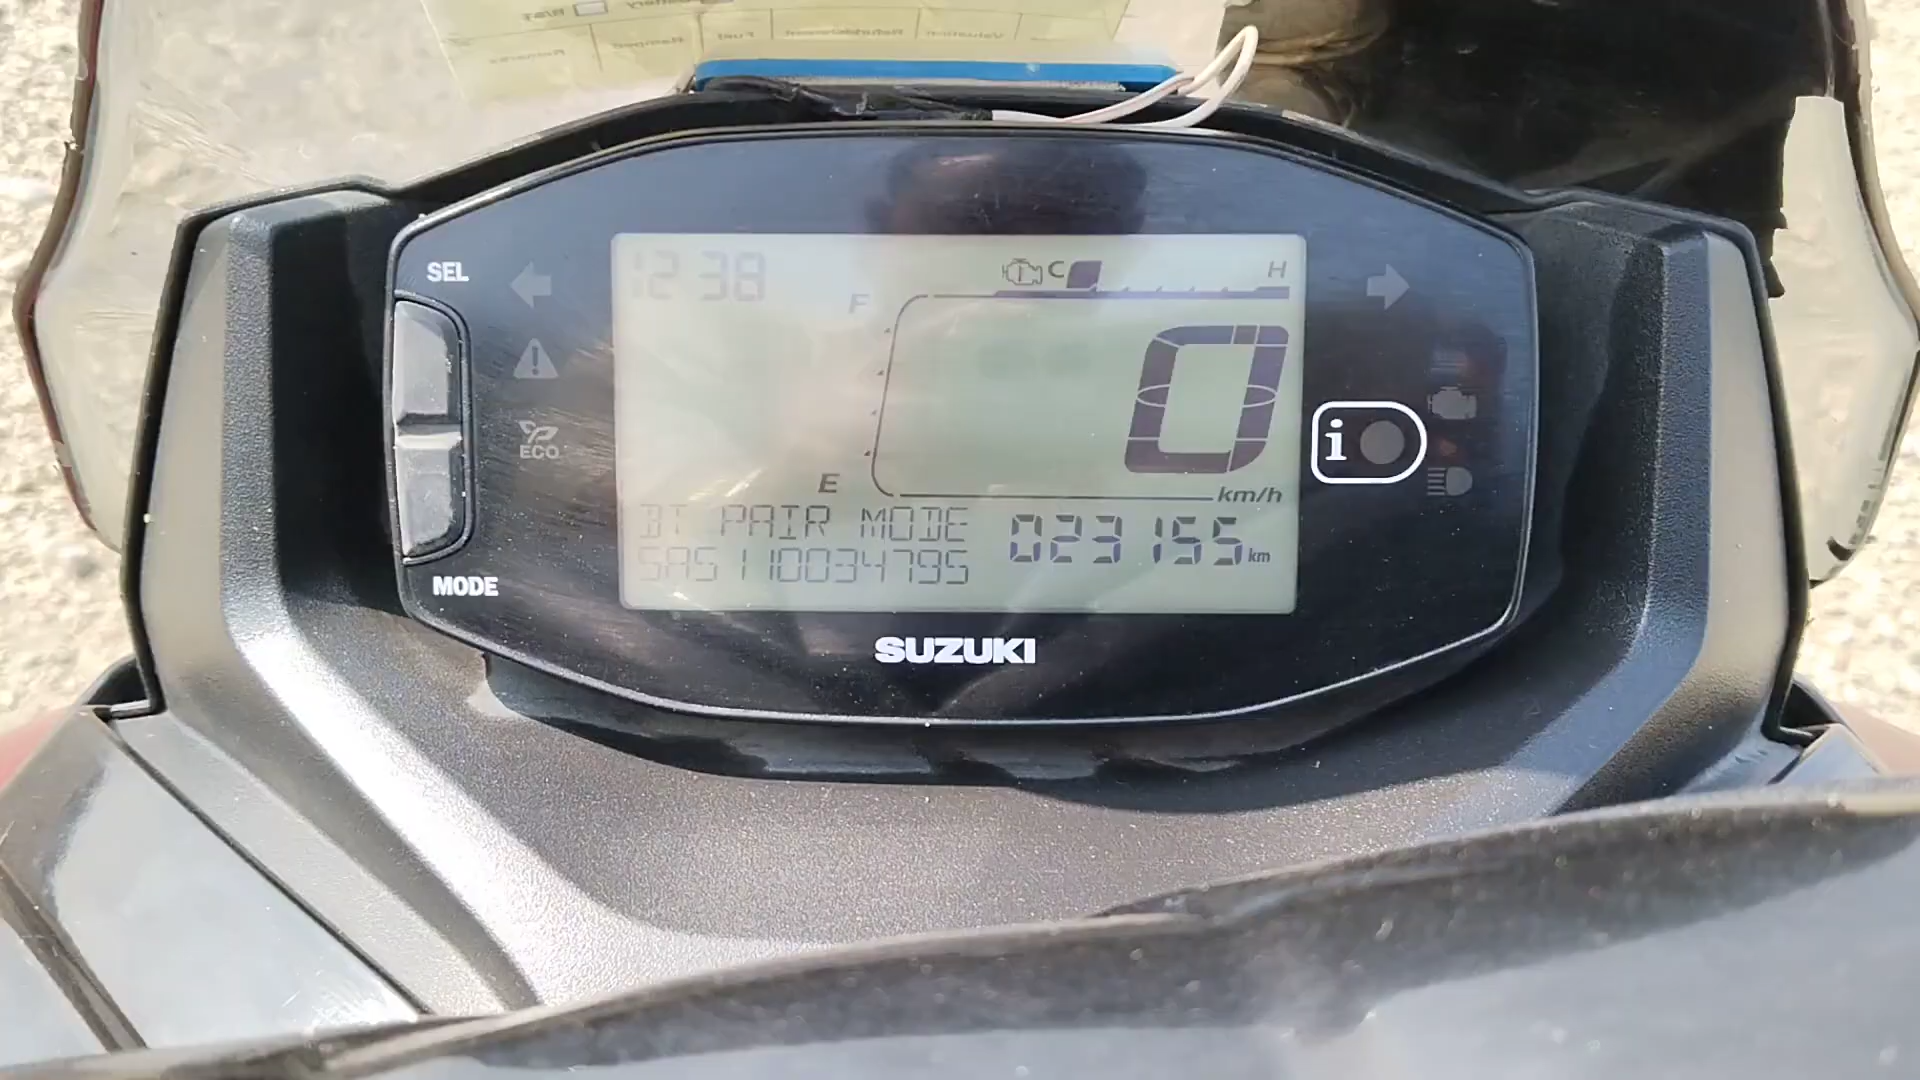 SEL
12 38
C
H
F
0
ECO
i
E
km/h
BT PAIR MODE
023155 km
SAS110034795
MODE
SUZUKI